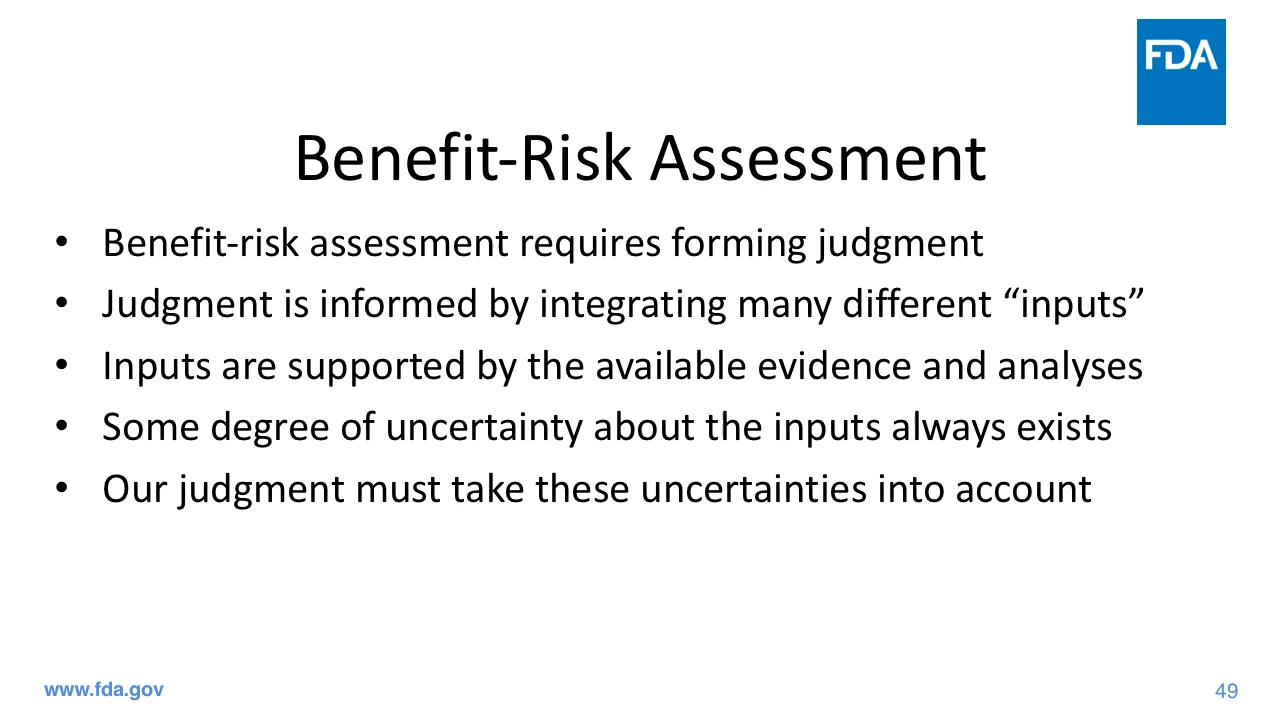 FDA
Benefit-Risk Assessment
• Benefit-risk assessment requires forming judgment
• Judgment is informed by integrating many different “inputs”
• Inputs are supported by the available evidence and analyses
• Some degree of uncertainty about the inputs always exists
• Our judgment must take these uncertainties into account
www.fda.gov
49